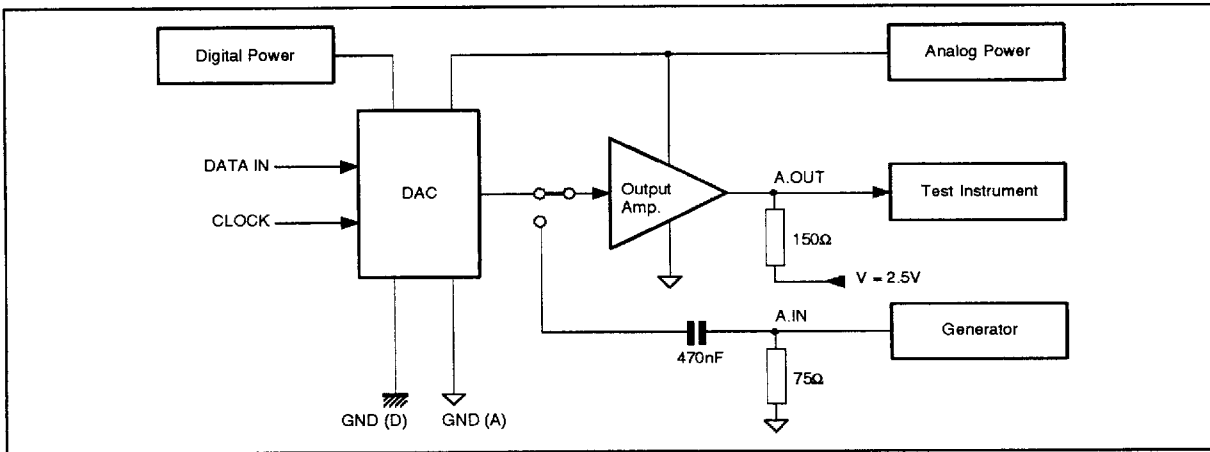 Digital Power
Analog Power
DATA IN
DAC
CLOCK
Output
Amp.
A.OUT
Test Instrument
150Ω
V = 2.5V
A.IN
Generator
470nF
75Ω
GND (D)
GND (A)